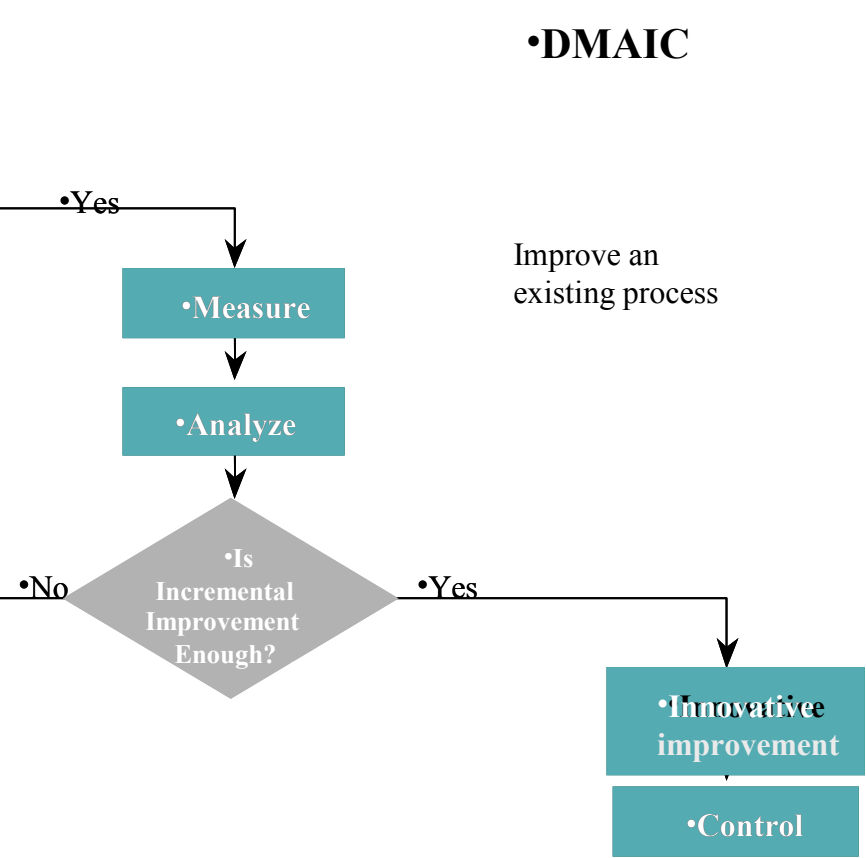 •DMAIC
•Yes
Improve an
existing process
•Measure
•Analyze
•Is
Incremental
Improvement
Enough?
•No
•Yes
•Innovative
improvement
•Control